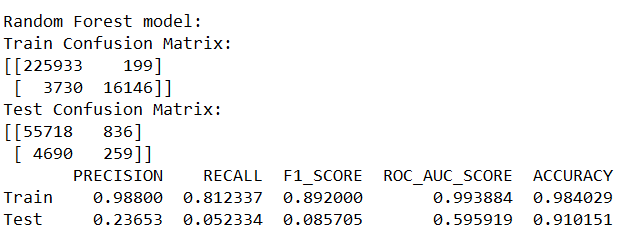 Random Forest model:
Train Confusion Matrix:
[[225933    199]
 [  3730  16146]]
Test Confusion Matrix:
[[55718   836]
 [ 4690   259]]
       PRECISION    RECALL  F1_SCORE  ROC_AUC_SCORE  ACCURACY
Train    0.98800  0.812337  0.892000       0.993884  0.984029
Test     0.23653  0.052334  0.085705       0.595919  0.910151